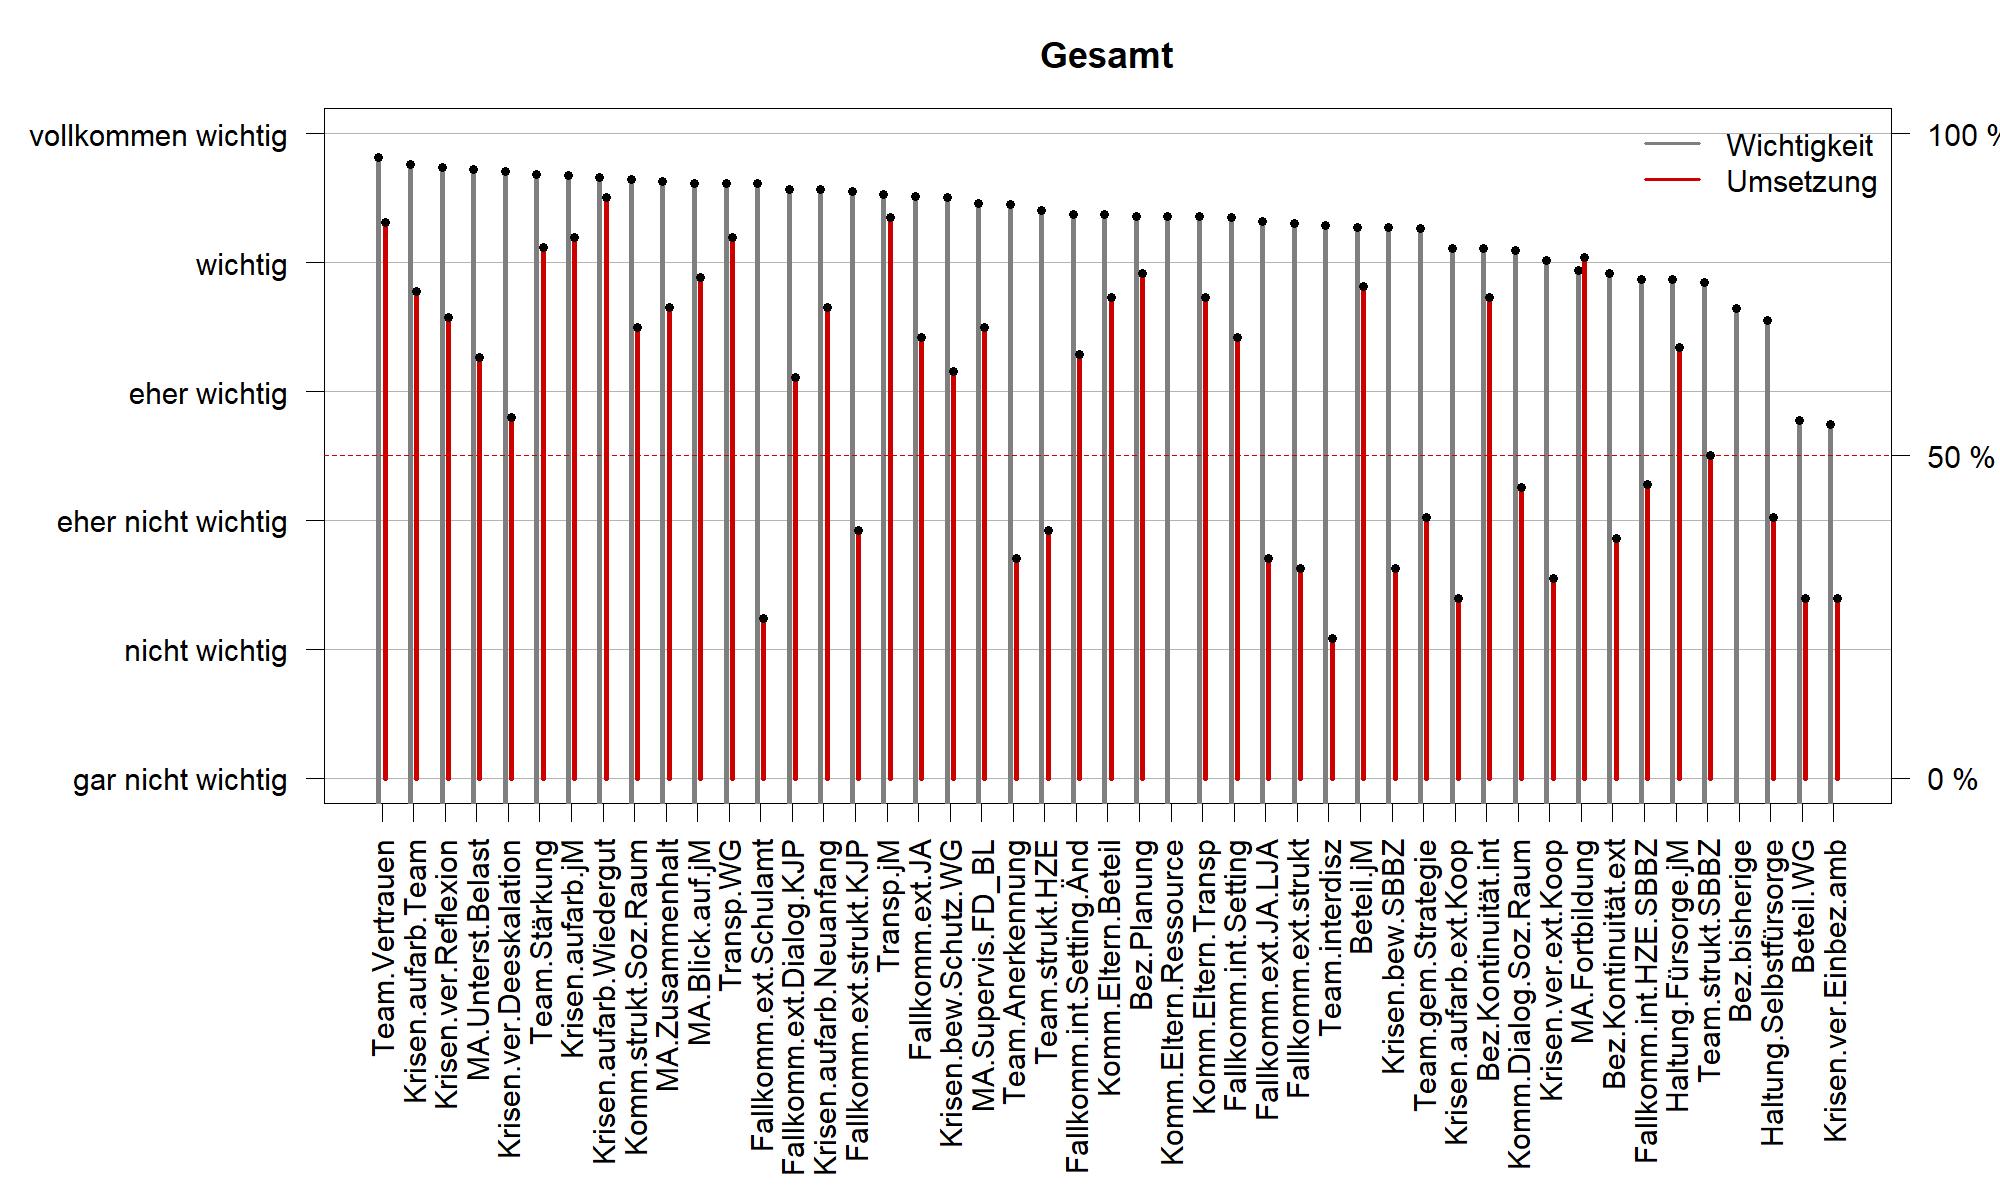 Gesamt
vollkommen wichtig
wichtig
eher wichtig
eher nicht wichtig
nicht wichtig
gar nicht wichtig
100 %
50 %
0 %
Wichtigkeit
Umsetzung
Team.Vertrauen
Krisen.aufarb.Team
Krisen.ver.Reflexion
MA.Unterst.Belast
Krisen.ver.Deeskalation
Team.Stärkung
Krisen.aufarb.jM
Krisen.aufarb.Wiedergut
Komm.strukt.Soz.Raum
MA.Zusammenhalt
MA.Blick.auf.jM
Transp.WG
Fallkomm.ext.Schulamt
Fallkomm.ext.Dialog.KJP
Krisen.aufarb.Neuanfang
Fallkomm.ext.strukt.KJP
Transp.jM
Fallkomm.ext.JA
Krisen.bew.Schutz.WG
MA.Supervis.FD_BL
Team.Anerkennung
Team.strukt.HZE
Fallkomm.int.Setting.Änd
Komm.Eltern.Beteil
Bez.Planung
Komm.Eltern.Ressource
Komm.Eltern.Transp
Fallkomm.int.Setting
Fallkomm.ext.JA.LJA
Fallkomm.ext.strukt
Team.interdisz
Beteil.jM
Krisen.bew.SBBZ
Team.gem.Strategie
Krisen.aufarb.ext.Koop
Bez.Kontinuität.int
Komm.Dialog.Soz.Raum
Krisen.ver.ext.Koop
MA.Fortbildung
Bez.Kontinuität.ext
Fallkomm.int.HZE.SBBZ
Haltung.Fürsorge.jM
Team.strukt.SBBZ
Bez.bisherige
Haltung.Selbstfürsorge
Beteil.WG
Krisen.ver.Einbez.amb